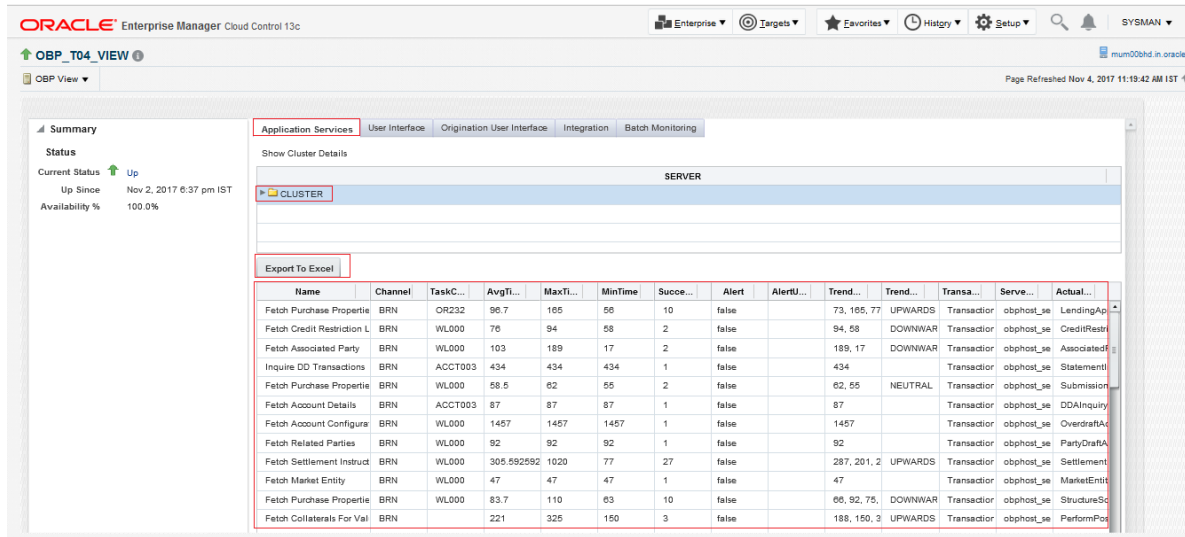 ORACLE Enterprise Manager Cloud Control 13c
Enterprise Targets Favorites History Setup SYSMAN
OBP_T04_VIEW
mum00bhd.in.oracle
OBP View
Page Refreshed Nov 4, 2017 11:19:42 AM IST
Summary
Status
Current Status Up
Up Since Nov 2, 2017 6:37 pm IST
Availability % 100.0%
Application Services User Interface Origination User Interface Integration Batch Monitoring
Show Cluster Details
SERVER
CLUSTER
Export To Excel
Name Channel TaskC... AvgTi... MaxTi... MinTime Succe... Alert AlertU... Trend... Trend... Transa... Serve... Actual...
Fetch Purchase Propertie BRN OR232 96.7 165 56 10 false 73, 165, 77 UPWARDS Transaction obphost_se LendingAp
Fetch Credit Restriction L BRN WL000 76 94 58 2 false 94, 58 DOWNWAR Transaction obphost_se CreditRestri
Fetch Associated Party BRN WL000 103 189 17 2 false 189, 17 DOWNWAR Transaction obphost_se Associated
Inquire DD Transactions BRN ACCT003 434 434 434 1 false 434 Transaction obphost_se Statement
Fetch Purchase Propertie BRN WL000 58.5 62 55 2 false 62, 55 NEUTRAL Transaction obphost_se Submission
Fetch Account Details BRN ACCT003 87 87 87 1 false 87 Transaction obphost_se DDAInquiry
Fetch Account Configura BRN WL000 1457 1457 1457 1 false 1457 Transaction obphost_se OverdraftAc
Fetch Related Parties BRN WL000 92 92 92 1 false 92 Transaction obphost_se PartyDraftA
Fetch Settlement Instruct BRN WL000 305.592592 1020 77 27 false 287, 201, 2 UPWARDS Transaction obphost_se Settlement
Fetch Market Entity BRN WL000 47 47 47 1 false 47 Transaction obphost_se MarketEntit
Fetch Purchase Propertie BRN WL000 83.7 110 63 10 false 66, 92, 75, DOWNWAR Transaction obphost_se StructureSc
Fetch Collaterals For Val BRN 221 325 150 3 false 188, 150, 3 UPWARDS Transaction obphost_se PerformPos